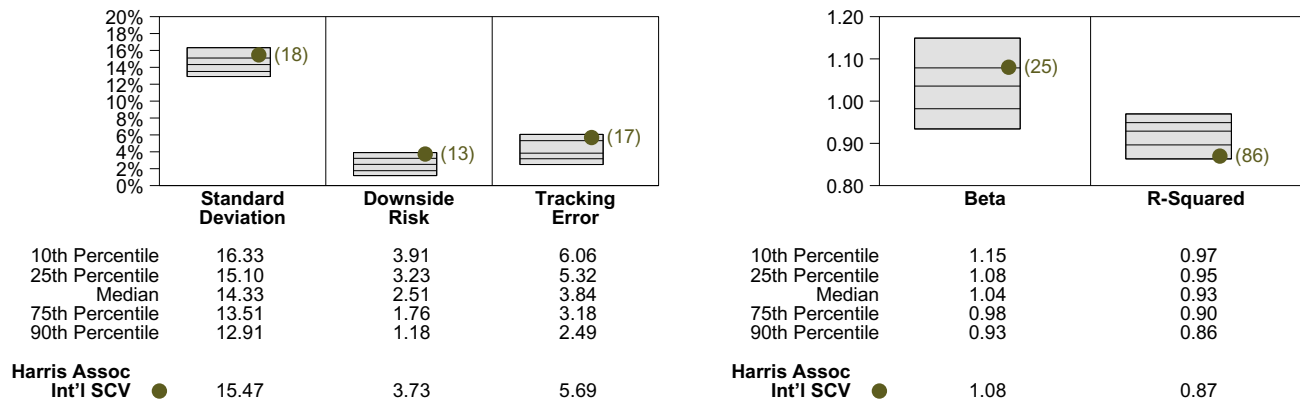 20%
18%
16%
14%
12%
10%
8%
6%
4%
2%
0%
(18)
(13)
(17)
Standard
Deviation
Downside
Risk
Tracking
Error
10th Percentile 16.33 3.91 6.06
25th Percentile 15.10 3.23 5.32
Median 14.33 2.51 3.84
75th Percentile 13.51 1.76 3.18
90th Percentile 12.91 1.18 2.49
Harris Assoc
Int'l SCV 15.47 3.73 5.69
1.20
1.10
1.00
0.90
0.80
(25)
(86)
Beta R-Squared
10th Percentile 1.15 0.97
25th Percentile 1.08 0.95
Median 1.04 0.93
75th Percentile 0.98 0.90
90th Percentile 0.93 0.86
Harris Assoc
Int'l SCV 1.08 0.87